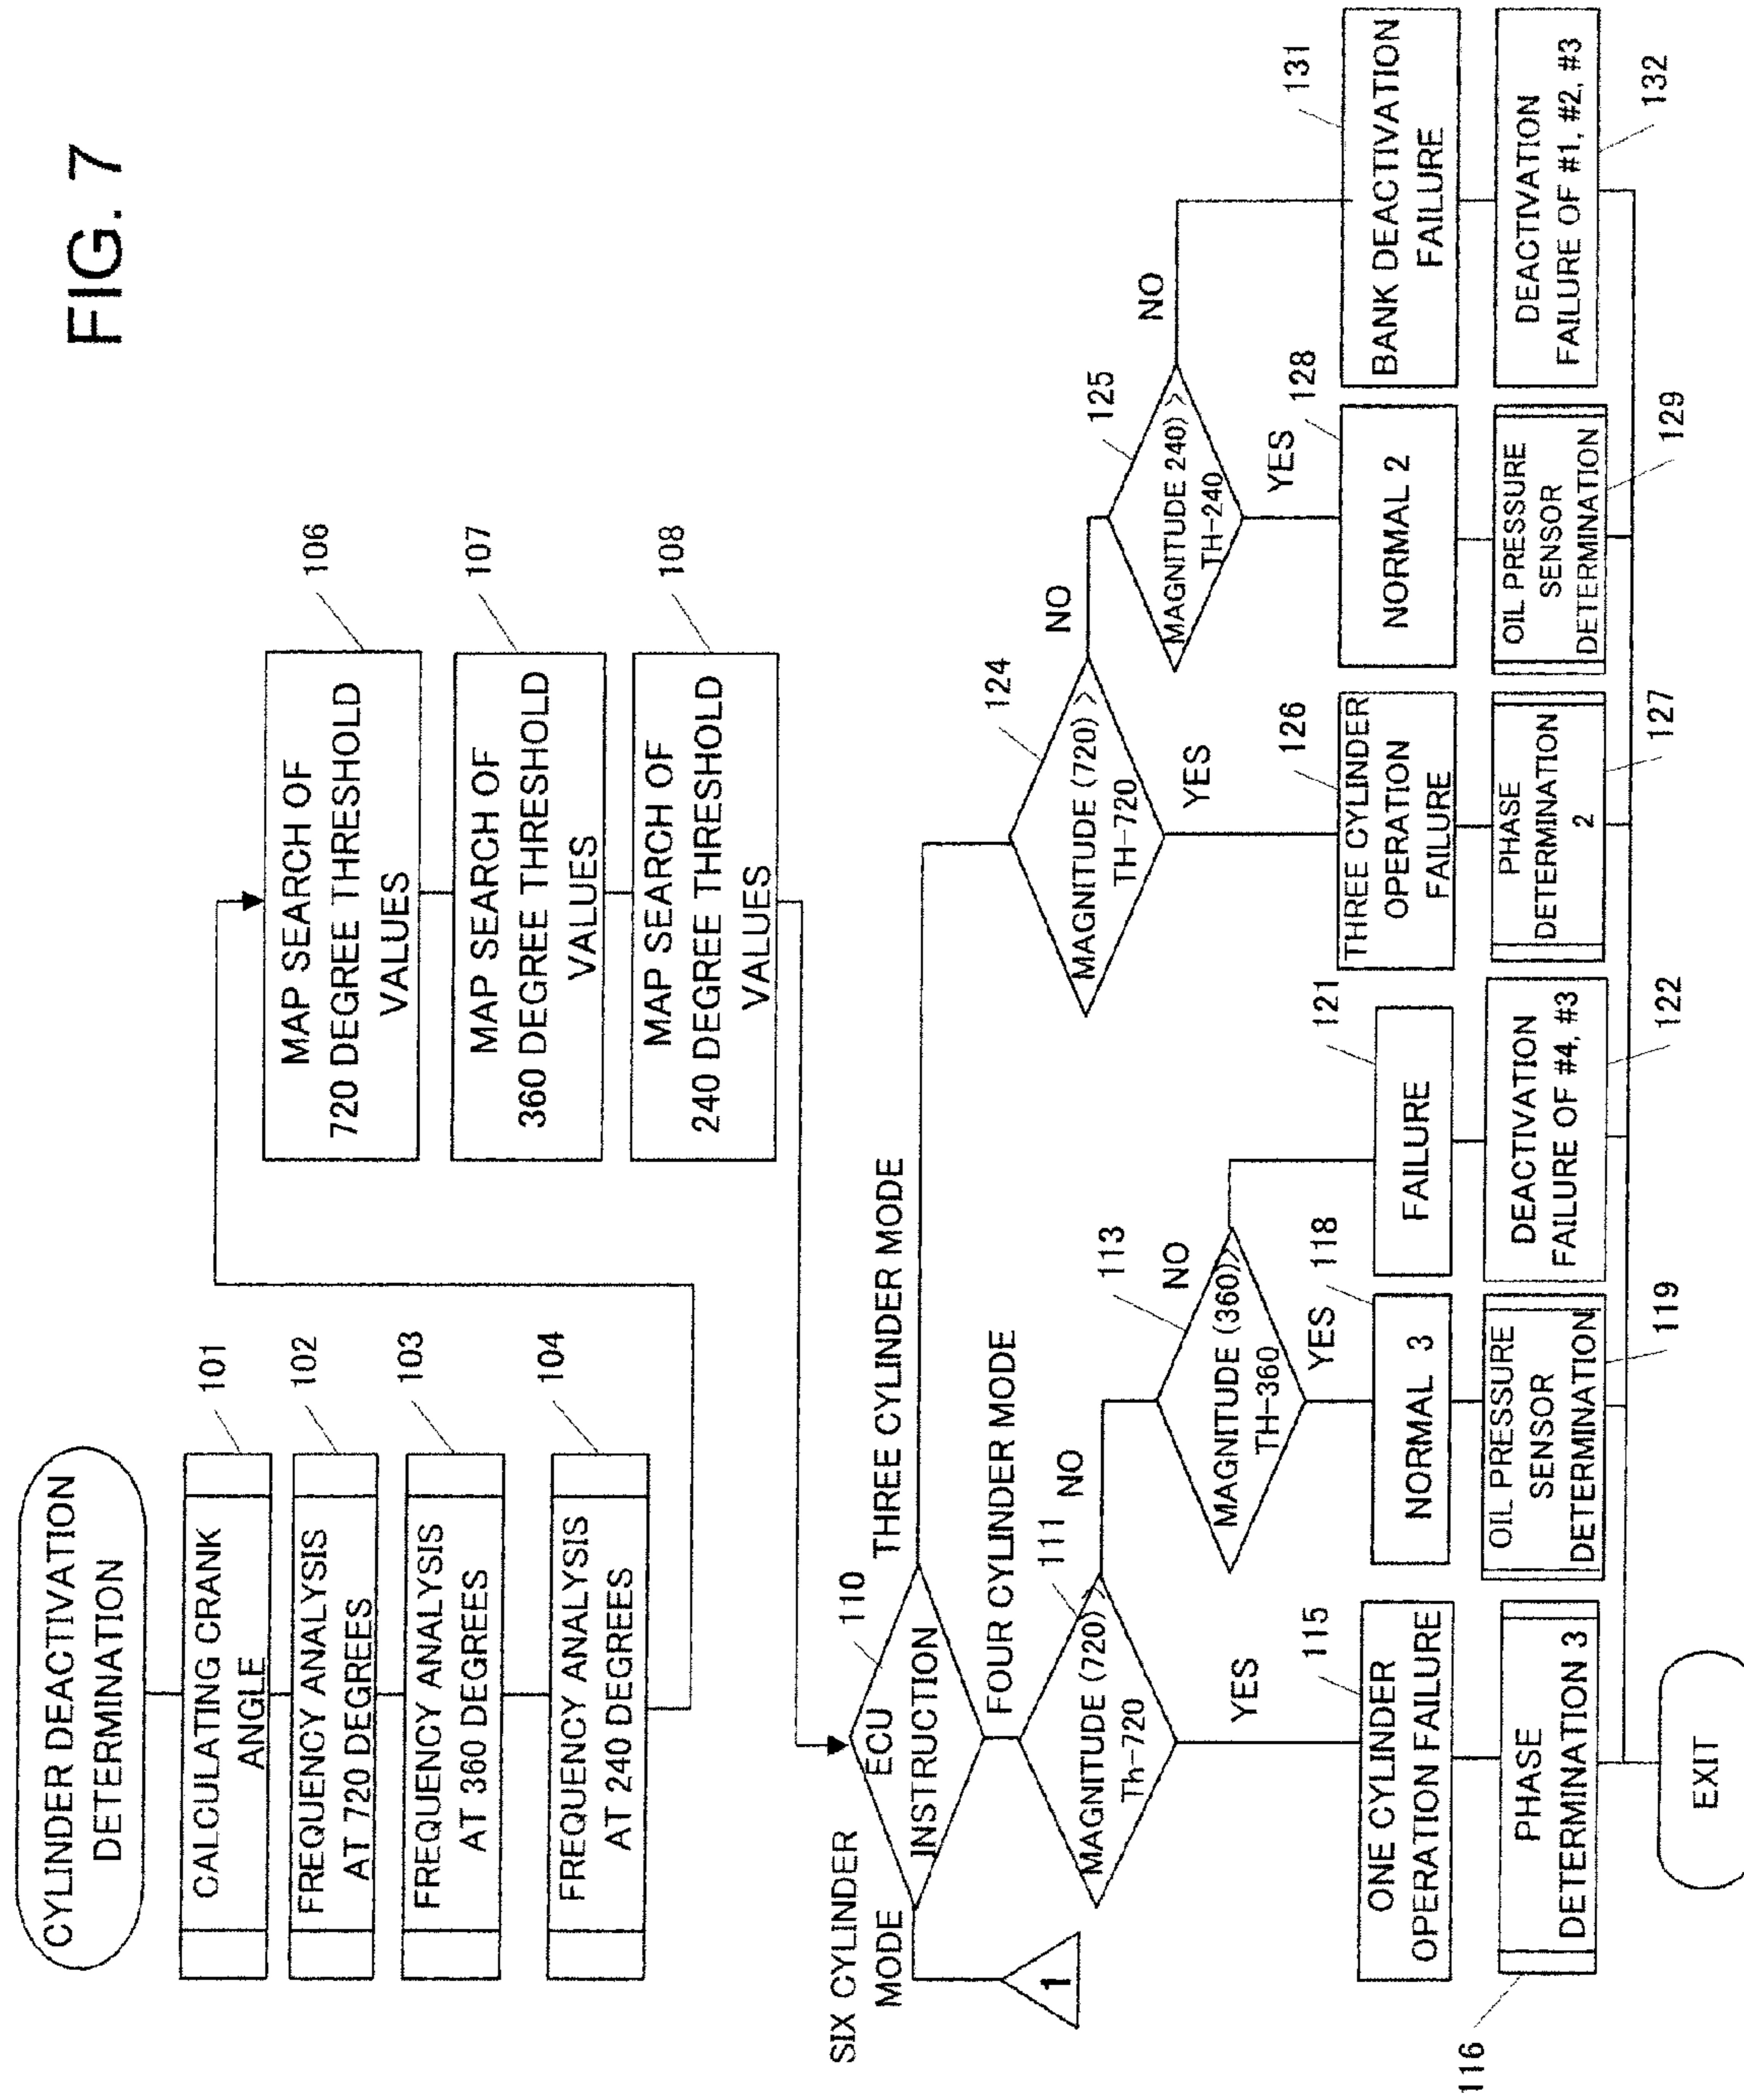 FIG. 7
CYLINDER DEACTIVATION
DETERMINATION
CALCULATING CRANK
ANGLE
101
FREQUENCY ANALYSIS
AT 720 DEGREES
102
FREQUENCY ANALYSIS
AT 360 DEGREES
103
FREQUENCY ANALYSIS
AT 240 DEGREES
104
MAP SEARCH OF
720 DEGREE THRESHOLD
VALUES
106
MAP SEARCH OF
360 DEGREE THRESHOLD
VALUES
107
MAP SEARCH OF
240 DEGREE THRESHOLD
VALUES
108
SIX CYLINDER
MODE
ECU
INSTRUCTION
110
THREE CYLINDER MODE
FOUR CYLINDER MODE
1
MAGNITUDE (720) >
Th-720
111
NO
YES
MAGNITUDE (360)>
TH-360
113
NO
YES
MAGNITUDE (720) >
TH-720
124
NO
YES
MAGNITUDE 240) >
TH-240
125
NO
YES
ONE CYLINDER
OPERATION FAILURE
115
NORMAL 3
118
FAILURE
121
THREE CYLINDER
OPERATION
FAILURE
126
NORMAL 2
128
BANK DEACTIVATION
FAILURE
131
PHASE
DETERMINATION 3
116
OIL PRESSURE
SENSOR
DETERMINATION
119
DEACTIVATION
FAILURE OF #4, #3
122
PHASE
DETERMINATION
2
127
OIL PRESSURE
SENSOR
DETERMINATION
129
DEACTIVATION
FAILURE OF #1, #2, #3
132
EXIT